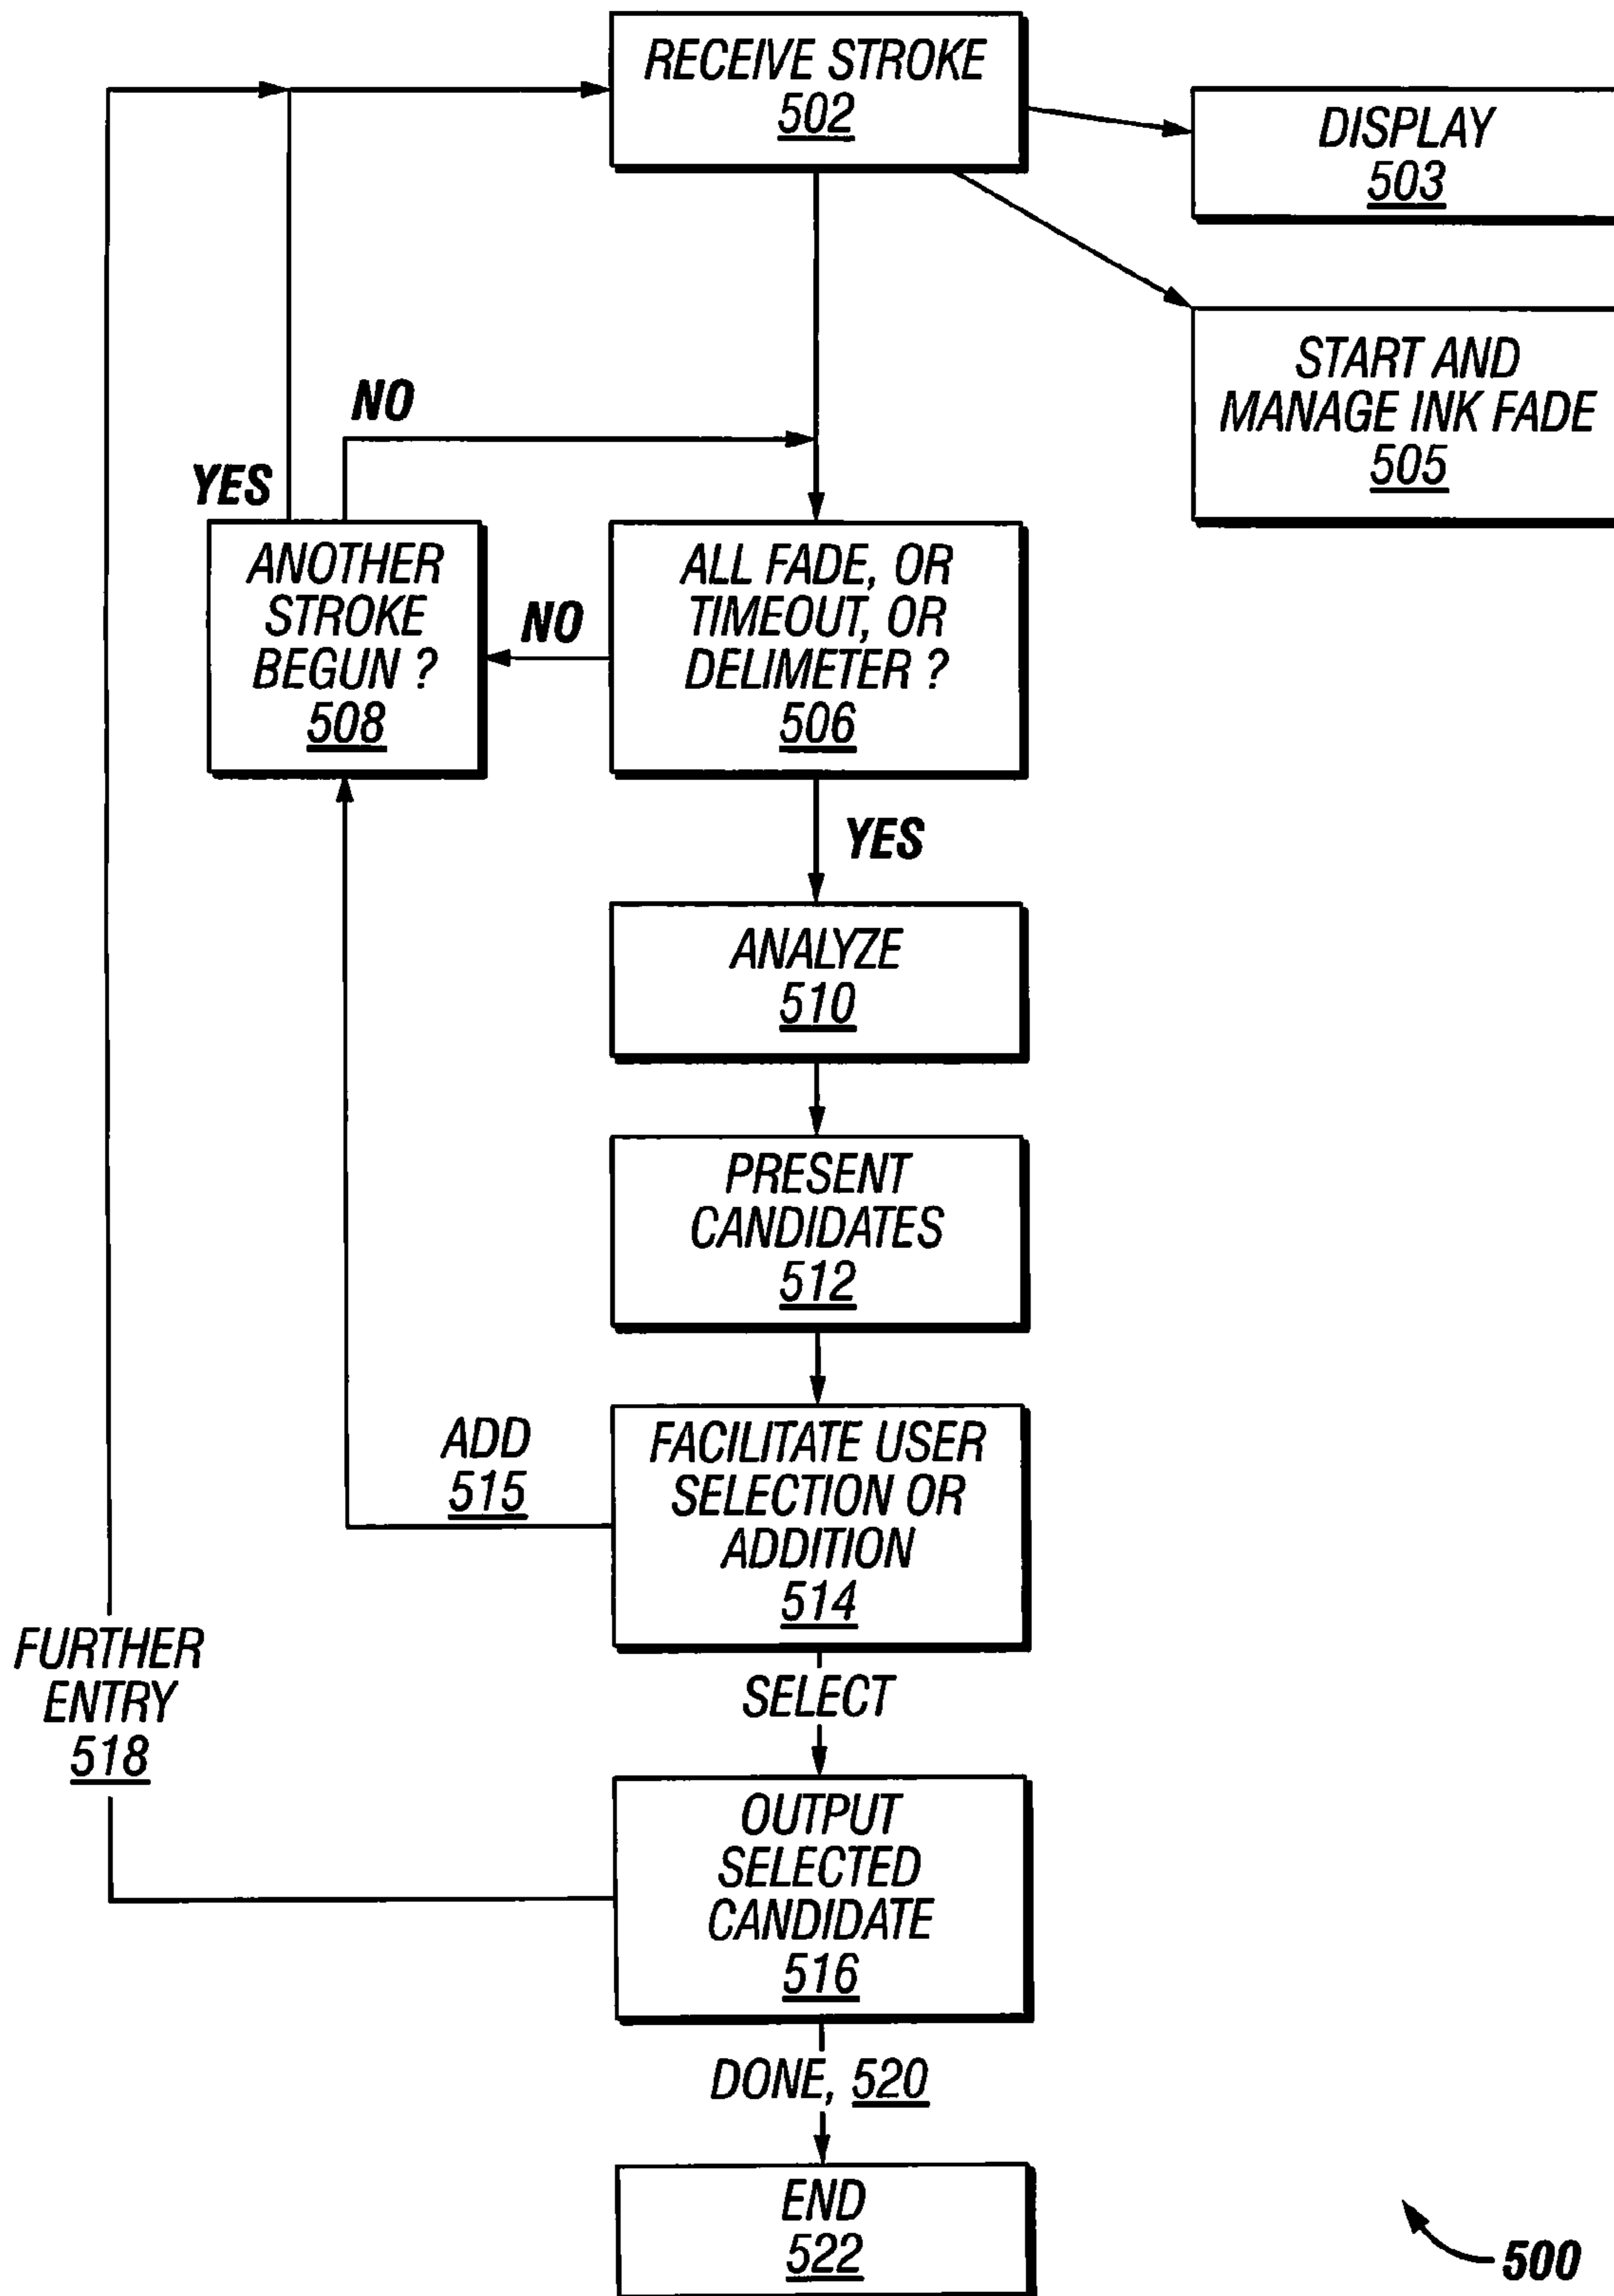 RECEIVE STROKE
502
DISPLAY
503
START AND
MANAGE INK FADE
505
NO
YES
ANOTHER
STROKE
BEGUN ?
508
NO
ALL FADE, OR
TIMEOUT, OR
DELIMETER ?
506
YES
ANALYZE
510
PRESENT
CANDIDATES
512
ADD
515
FACILITATE USER
SELECTION OR
ADDITION
514
FURTHER
ENTRY
518
SELECT
OUTPUT
SELECTED
CANDIDATE
516
DONE, 520
END
522
500